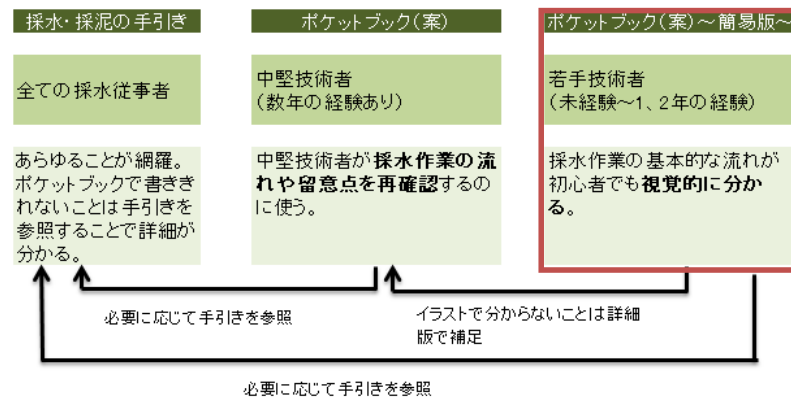 採水・採泥の手引き
ポケットブック(案)
ポケットブック(案)～簡易版～
全ての採水従事者
中堅技術者
(数年の経験あり)
若手技術者
(未経験～1、2年の経験)
あらゆることが網羅。
ポケットブックで書きき
れないことは手引きを
参照することで詳細が
分かる。
中堅技術者が採水作業の流
れや留意点を再確認するの
に使う。
採水作業の基本的な流れが
初心者でも視覚的に分か
る。
必要に応じて手引きを参照
イラストで分からないことは詳細
版で補足
必要に応じて手引きを参照